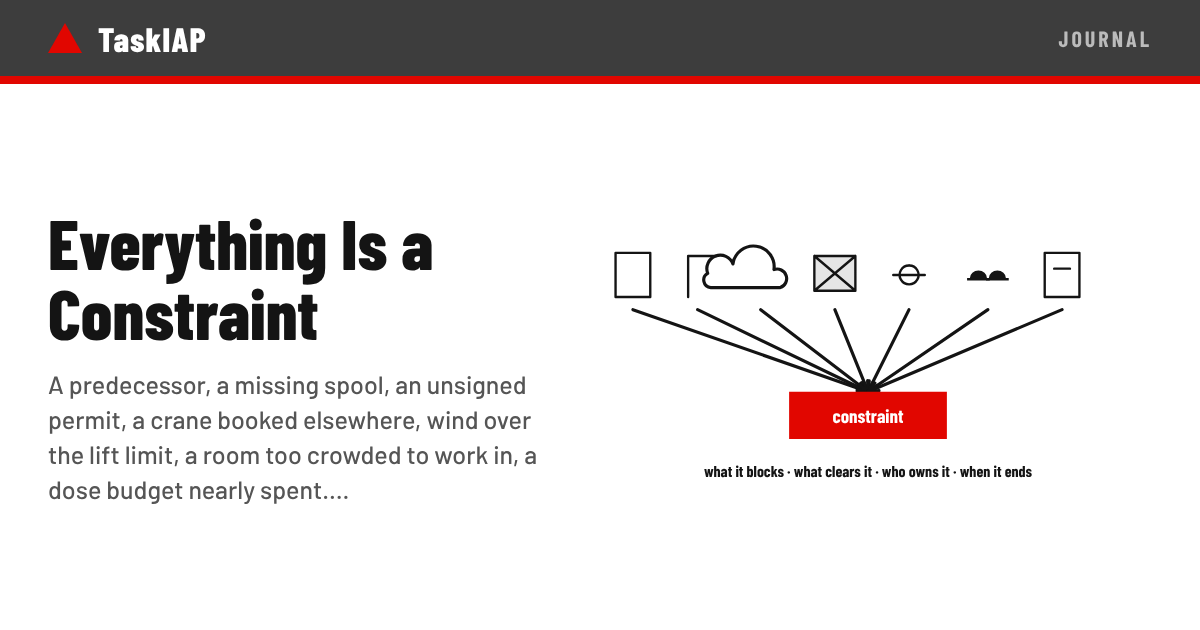 TaskIAP
JOURNAL
Everything Is a
Constraint
A predecessor, a missing spool, an unsigned
permit, a crane booked elsewhere, wind over
the lift limit, a room too crowded to work in, a
dose budget nearly spent....
constraint
what it blocks · what clears it · who owns it · when it ends